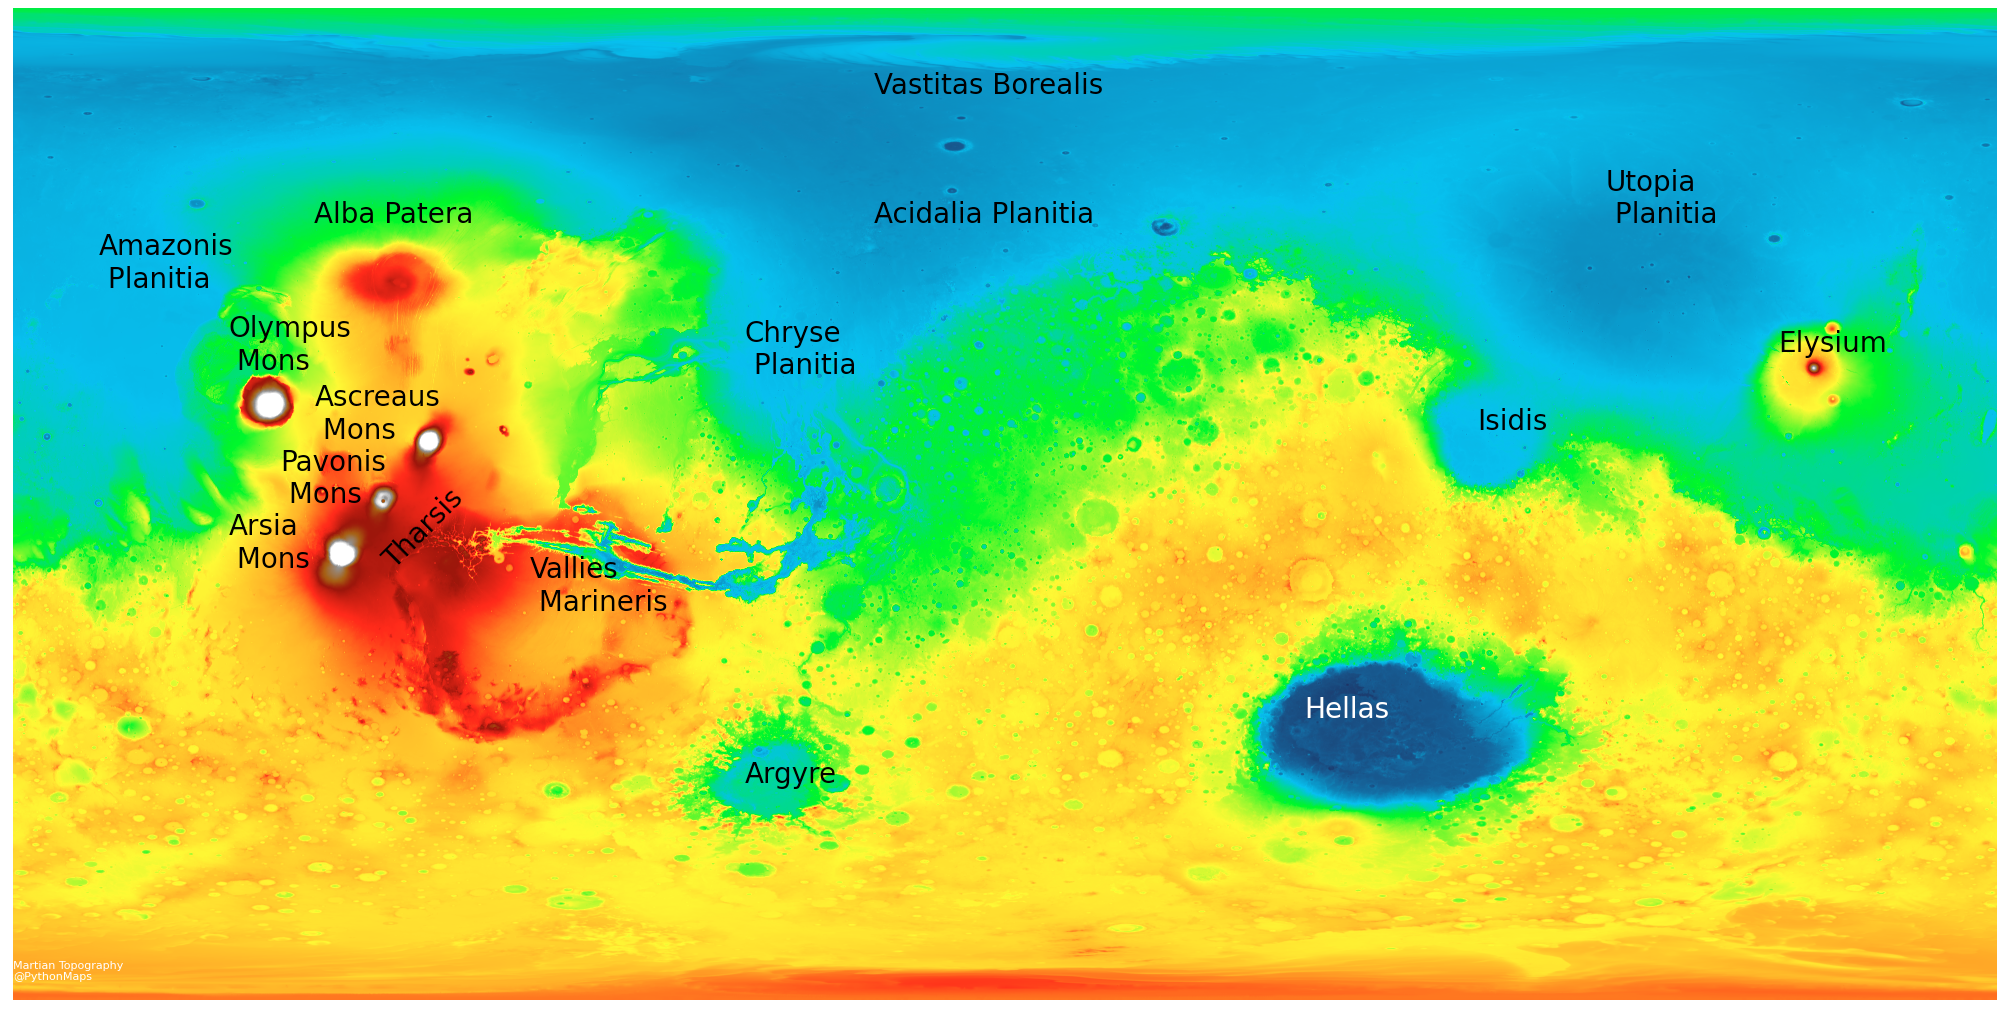 Vastitas Borealis
Utopia
Planitia
Alba Patera
Acidalia Planitia
Amazonis
Planitia
Olympus
Mons
Chryse
Planitia
Elysium
Ascreaus
Mons
Isidis
Pavonis
Mons
Tharsis
Arsia
Mons
Vallies
Marineris
Hellas
Argyre
Martian Topography
@PythonMaps